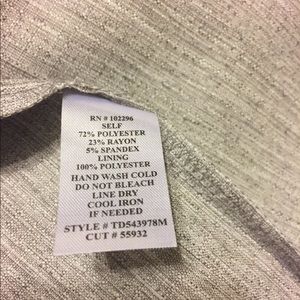 RN # 102296
SELF
72% POLYESTER
23% RAYON
5% SPANDEX
LINING
100% POLYESTER
HAND WASH COLD
DO NOT BLEACH
LINE DRY
COOL IRON
IF NEEDED
STYLE # TD543978M
CUT # 55932